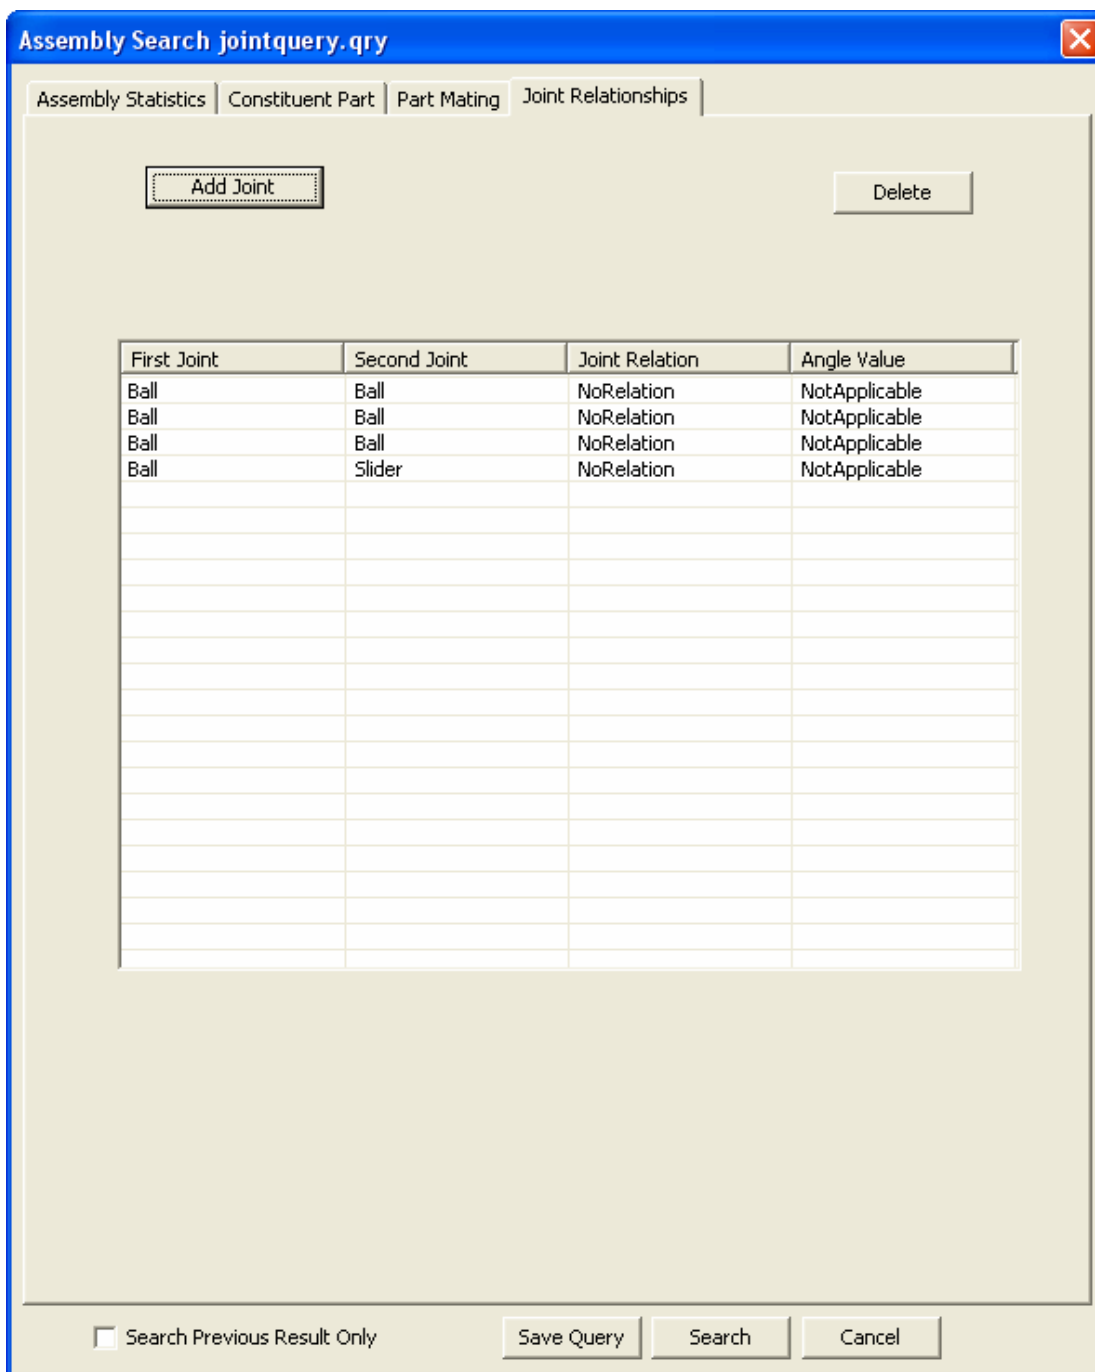 Assembly Search jointquery.qry
Assembly Statistics Constituent Part Part Mating Joint Relationships
Add Joint Delete
First Joint Second Joint Joint Relation Angle Value
Ball Ball NoRelation NotApplicable
Ball Ball NoRelation NotApplicable
Ball Ball NoRelation NotApplicable
Ball Slider NoRelation NotApplicable
Search Previous Result Only Save Query Search Cancel